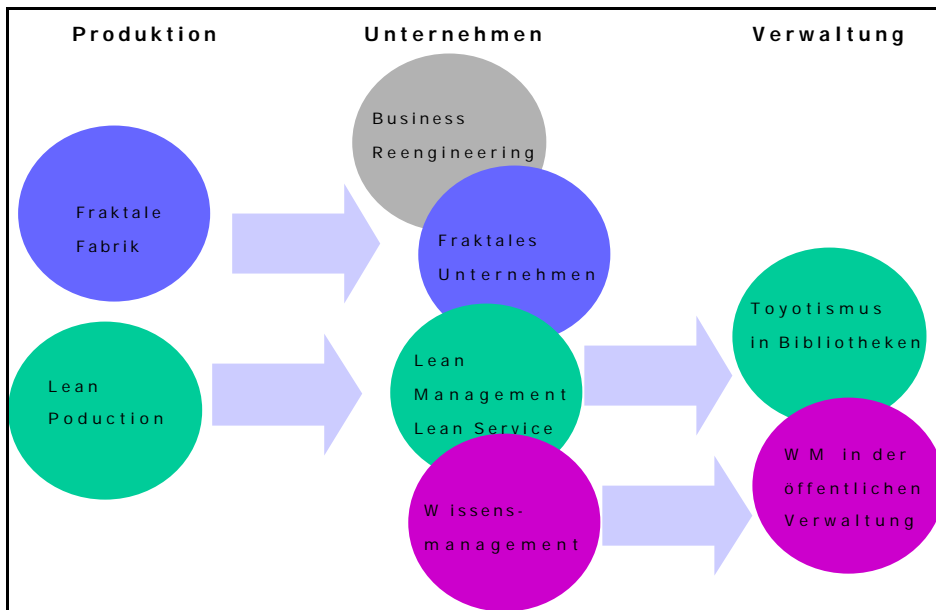 Produktion
Unternehmen
Verwaltung
Fraktale
Fabrik
Lean
Poduction
Business
Reengineering
Fraktales
Unternehmen
Lean
Management
Lean Service
Wissens-
management
Toyotismus
in Bibliotheken
WM in der
öffentlichen
Verwaltung